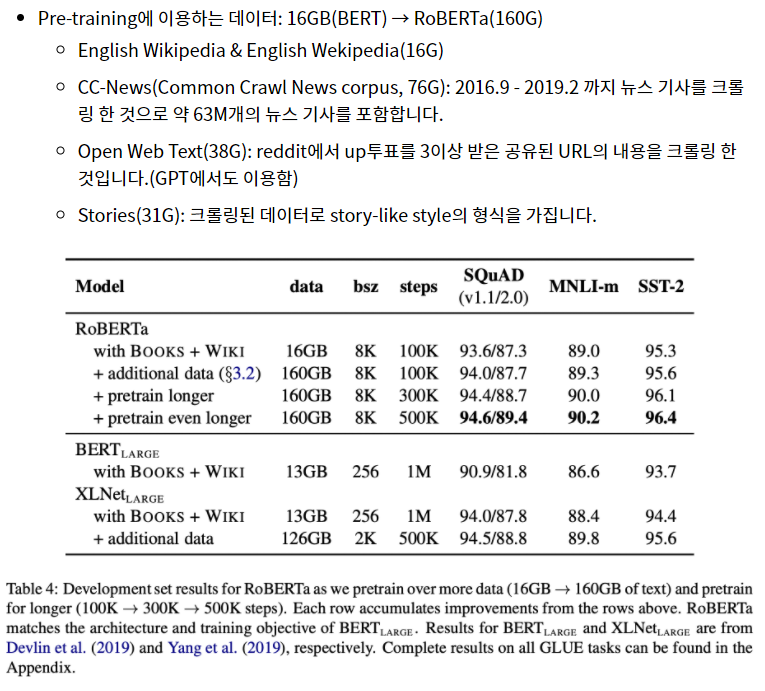 Pre-training에 이용하는 데이터: 16GB(BERT) → RoBERTa(160G)
English Wikipedia & English Wekipedia(16G)
CC-News(Common Crawl News corpus, 76G): 2016.9 - 2019.2 까지 뉴스 기사를 크롤
링 한 것으로 약 63M개의 뉴스 기사를 포함합니다.
Open Web Text(38G): reddit에서 up투표를 3이상 받은 공유된 URL의 내용을 크롤링 한
것입니다.(GPT에서도 이용함)
Stories(31G): 크롤링된 데이터로 story-like style의 형식을 가집니다.
Model data bsz steps SQuAD (v1.1/2.0) MNLI-m SST-2
RoBERTa
with BOOKS + WIKI 16GB 8K 100K 93.6/87.3 89.0 95.3
+ additional data (§3.2) 160GB 8K 100K 94.0/87.7 89.3 95.6
+ pretrain longer 160GB 8K 300K 94.4/88.7 90.0 96.1
+ pretrain even longer 160GB 8K 500K 94.6/89.4 90.2 96.4
BERT LARGE
with BOOKS + WIKI 13GB 256 1M 90.9/81.8 86.6 93.7
XLNet LARGE
with BOOKS + WIKI 13GB 256 1M 94.0/87.8 88.4 94.4
+ additional data 126GB 2K 500K 94.5/88.8 89.8 95.6
Table 4: Development set results for RoBERTa as we pretrain over more data (16GB → 160GB of text) and pretrain
for longer (100K → 300K → 500K steps). Each row accumulates improvements from the rows above. RoBERTa
matches the architecture and training objective of BERT LARGE. Results for BERT LARGE and XLNet LARGE are from
Devlin et al. (2019) and Yang et al. (2019), respectively. Complete results on all GLUE tasks can be found in the
Appendix.